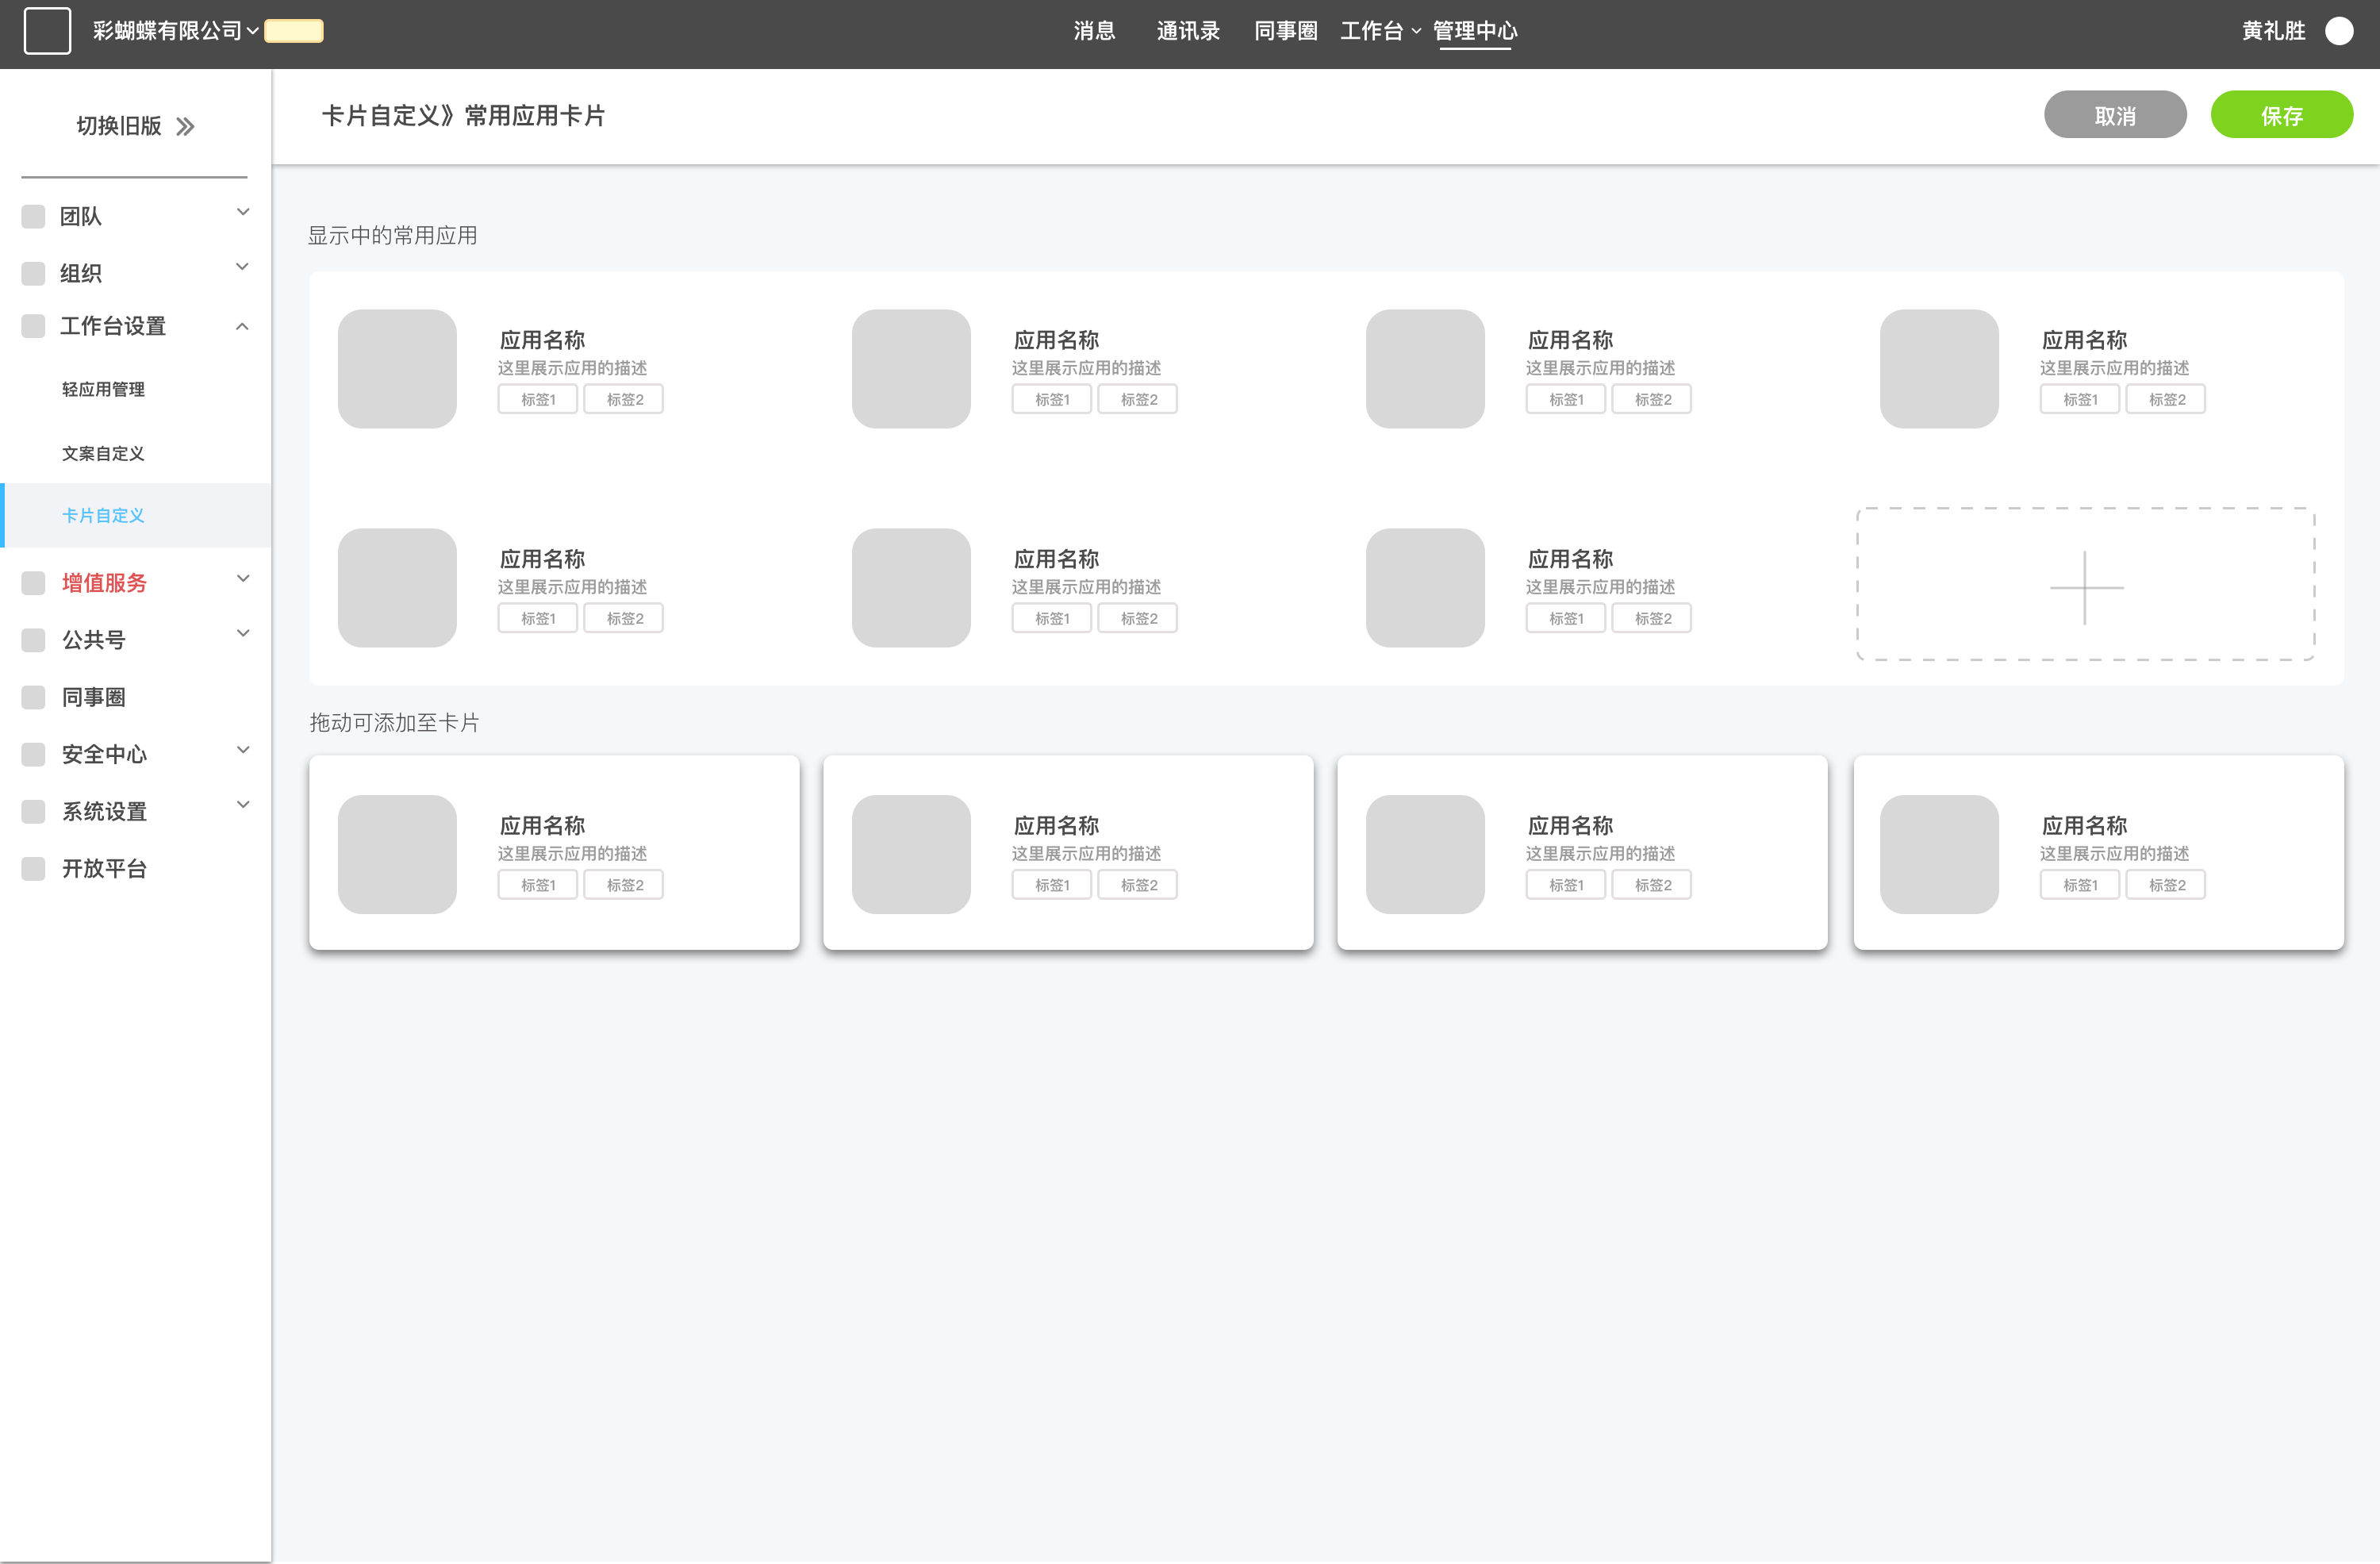 彩蝴蝶有限公司
消息 通讯录 同事圈 工作台 管理中心
黄礼胜
切换旧版
团队
组织
工作台设置
轻应用管理
文案自定义
卡片自定义
增值服务
公共号
同事圈
安全中心
系统设置
开放平台
卡片自定义》常用应用卡片
取消 保存
显示中的常用应用
应用名称 应用名称 应用名称 应用名称
这里展示应用的描述 这里展示应用的描述 这里展示应用的描述 这里展示应用的描述
标签1 标签2 标签1 标签2 标签1 标签2 标签1 标签2
应用名称 应用名称 应用名称
这里展示应用的描述 这里展示应用的描述 这里展示应用的描述
标签1 标签2 标签1 标签2 标签1 标签2
拖动可添加至卡片
应用名称 应用名称 应用名称 应用名称
这里展示应用的描述 这里展示应用的描述 这里展示应用的描述 这里展示应用的描述
标签1 标签2 标签1 标签2 标签1 标签2 标签1 标签2